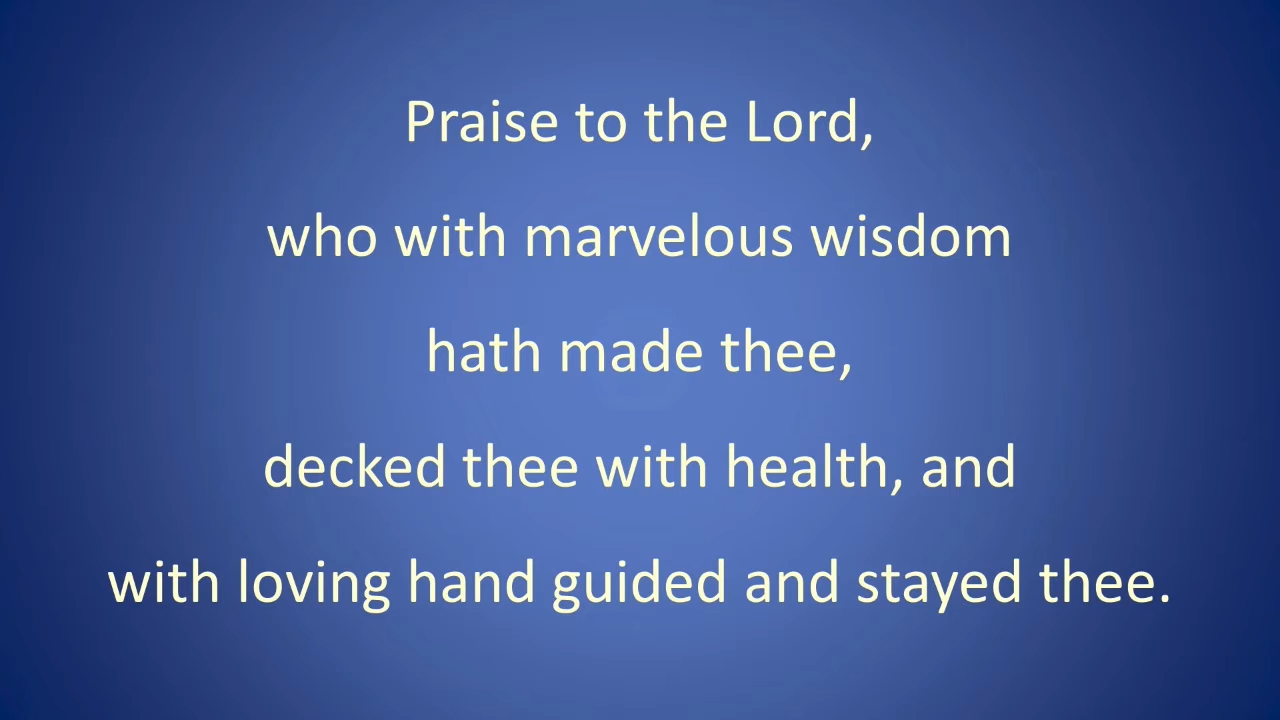 Praise to the Lord,
who with marvelous wisdom
hath made thee,
decked thee with health, and
with loving hand guided and stayed thee.